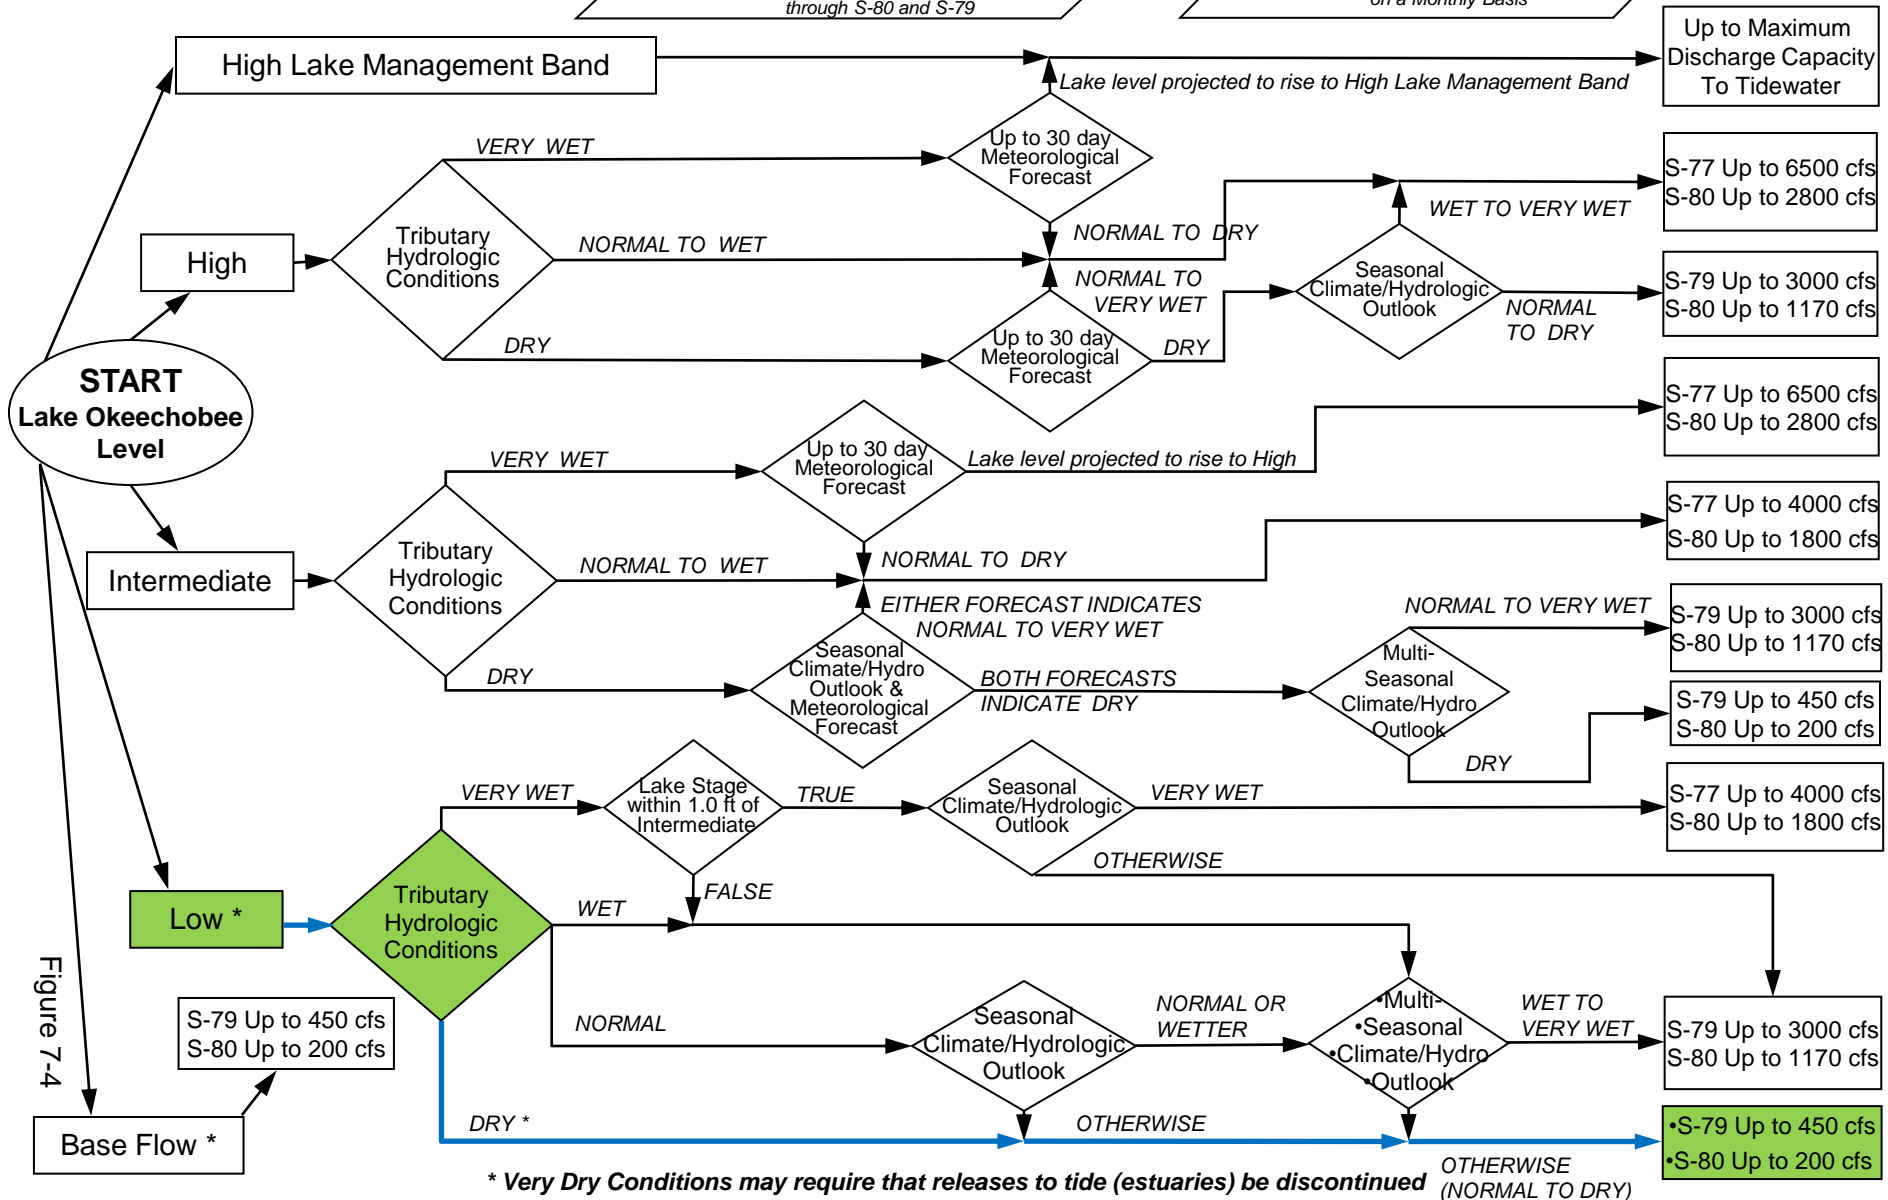 through S-80 and S-79
on a Monthly Basis
High Lake Management Band
Lake level projected to rise to High Lake Management Band
Up to Maximum
Discharge Capacity
To Tidewater
VERY WET
Up to 30 day
Meteorological
Forecast
S-77 Up to 6500 cfs
S-80 Up to 2800 cfs
WET TO VERY WET
High
Tributary
Hydrologic
Conditions
NORMAL TO WET
NORMAL TO DRY
NORMAL TO
VERY WET
Seasonal
Climate/Hydrologic
Outlook
NORMAL
TO DRY
S-79 Up to 3000 cfs
S-80 Up to 1170 cfs
DRY
Up to 30 day
Meteorological
Forecast
DRY
START
Lake Okeechobee
Level
S-77 Up to 6500 cfs
S-80 Up to 2800 cfs
VERY WET
Up to 30 day
Meteorological
Forecast
Lake level projected to rise to High
S-77 Up to 4000 cfs
S-80 Up to 1800 cfs
Intermediate
Tributary
Hydrologic
Conditions
NORMAL TO WET
NORMAL TO DRY
EITHER FORECAST INDICATES
NORMAL TO VERY WET
NORMAL TO VERY WET
S-79 Up to 3000 cfs
S-80 Up to 1170 cfs
DRY
Seasonal
Climate/Hydro
Outlook &
Meteorological
Forecast
BOTH FORECASTS
INDICATE DRY
Multi-
Seasonal
Climate/Hydro
Outlook
DRY
S-79 Up to 450 cfs
S-80 Up to 200 cfs
VERY WET
Lake Stage
within 1.0 ft of
Intermediate
TRUE
Seasonal
Climate/Hydrologic
Outlook
VERY WET
S-77 Up to 4000 cfs
S-80 Up to 1800 cfs
OTHERWISE
FALSE
Low *
Tributary
Hydrologic
Conditions
WET
NORMAL
Seasonal
Climate/Hydrologic
Outlook
NORMAL OR
WETTER
•Multi-
•Seasonal
•Climate/Hydro
•Outlook
WET TO
VERY WET
S-79 Up to 3000 cfs
S-80 Up to 1170 cfs
Figure 7-4
S-79 Up to 450 cfs
S-80 Up to 200 cfs
Base Flow *
DRY *
OTHERWISE
•S-79 Up to 450 cfs
•S-80 Up to 200 cfs
OTHERWISE
(NORMAL TO DRY)
* Very Dry Conditions may require that releases to tide (estuaries) be discontinued